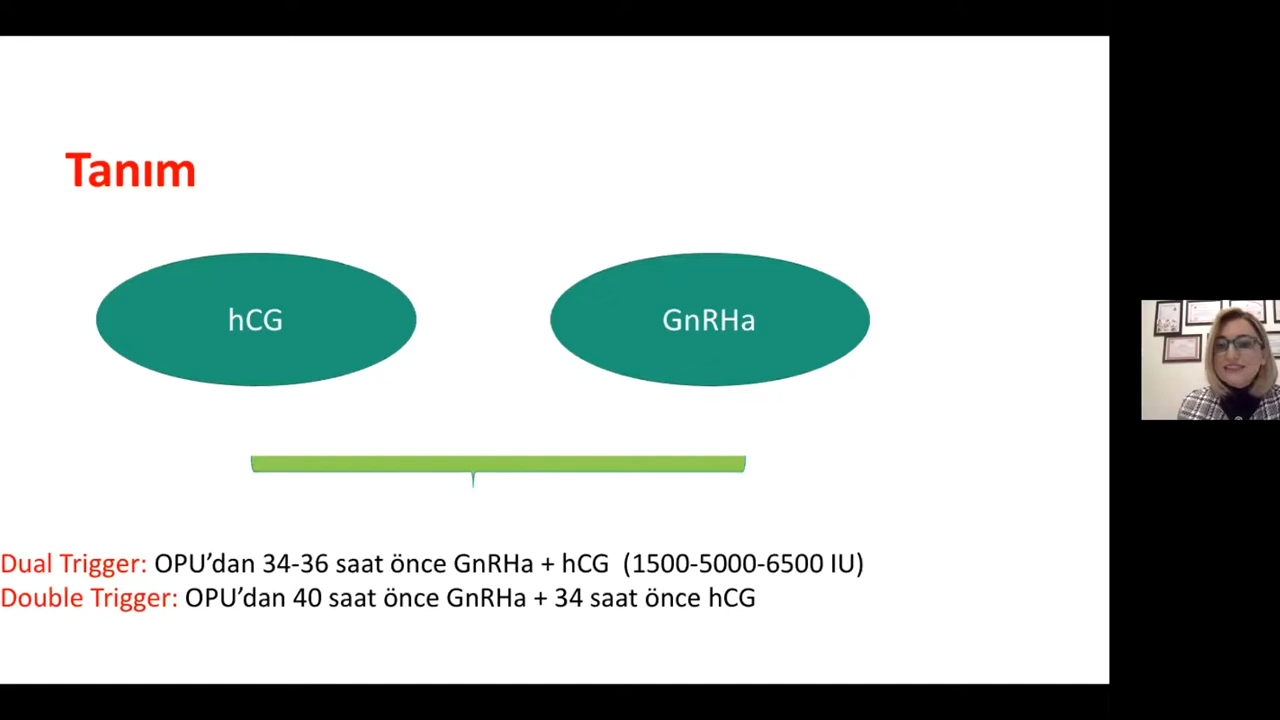 Tanım
hCG
GnRHa
Dual Trigger: OPU’dan 34-36 saat önce GnRHa + hCG  (1500-5000-6500 IU)
Double Trigger: OPU’dan 40 saat önce GnRHa + 34 saat önce hCG